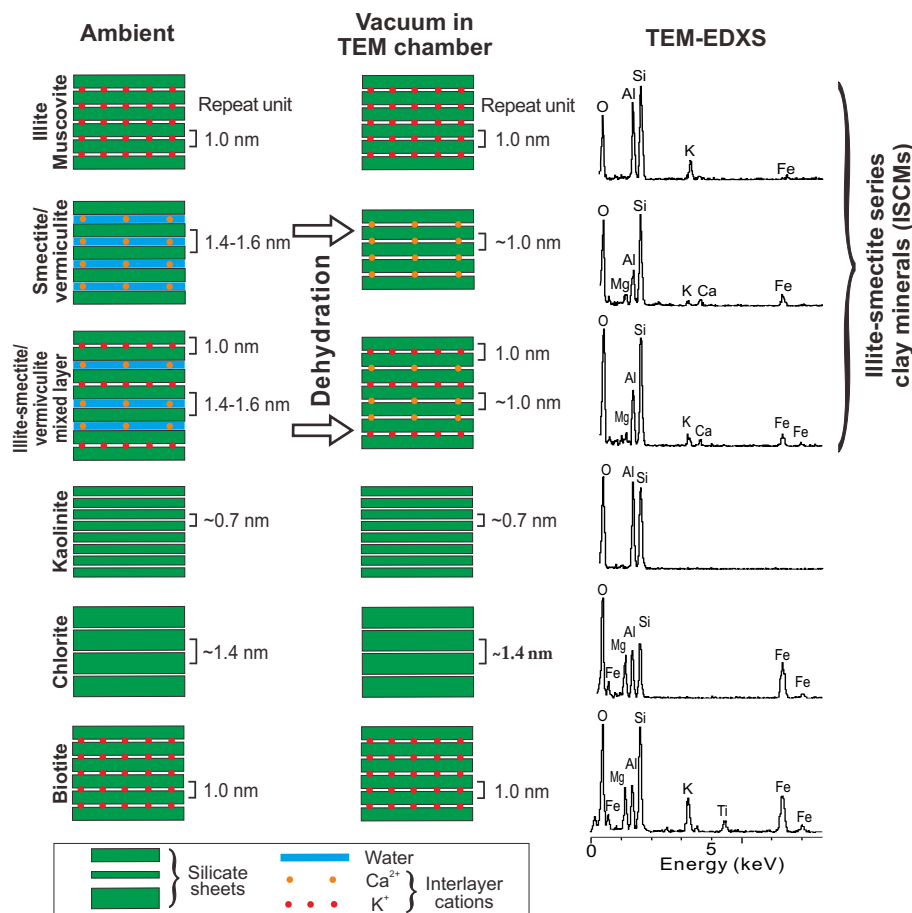 Ambient
Vacuum in
TEM chamber
TEM-EDXS
Illite
Muscovite
Repeat unit
1.0 nm
Repeat unit
1.0 nm
O
Al
Si
K
Fe
Smectite/
vermiculite
1.4-1.6 nm
Dehydration
~1.0 nm
O
Mg
Al
Si
K
Ca
Fe
Illite-smectite/
vermivculite
mixed layer
1.0 nm
1.4-1.6 nm
1.0 nm
~1.0 nm
O
Mg
Al
Si
K
Ca
Fe
Fe
Illite-smectite series
clay minerals (ISCMs)
Kaolinite
~0.7 nm
~0.7 nm
O
Al
Si
Chlorite
~1.4 nm
~1.4 nm
O
Fe
Mg
Al
Si
Fe
Fe
Biotite
1.0 nm
1.0 nm
O
Fe
Mg
Al
Si
K
Ti
Fe
Fe
0
5
Energy (keV)
Silicate
sheets
Water
Ca²⁺
K⁺
Interlayer
cations